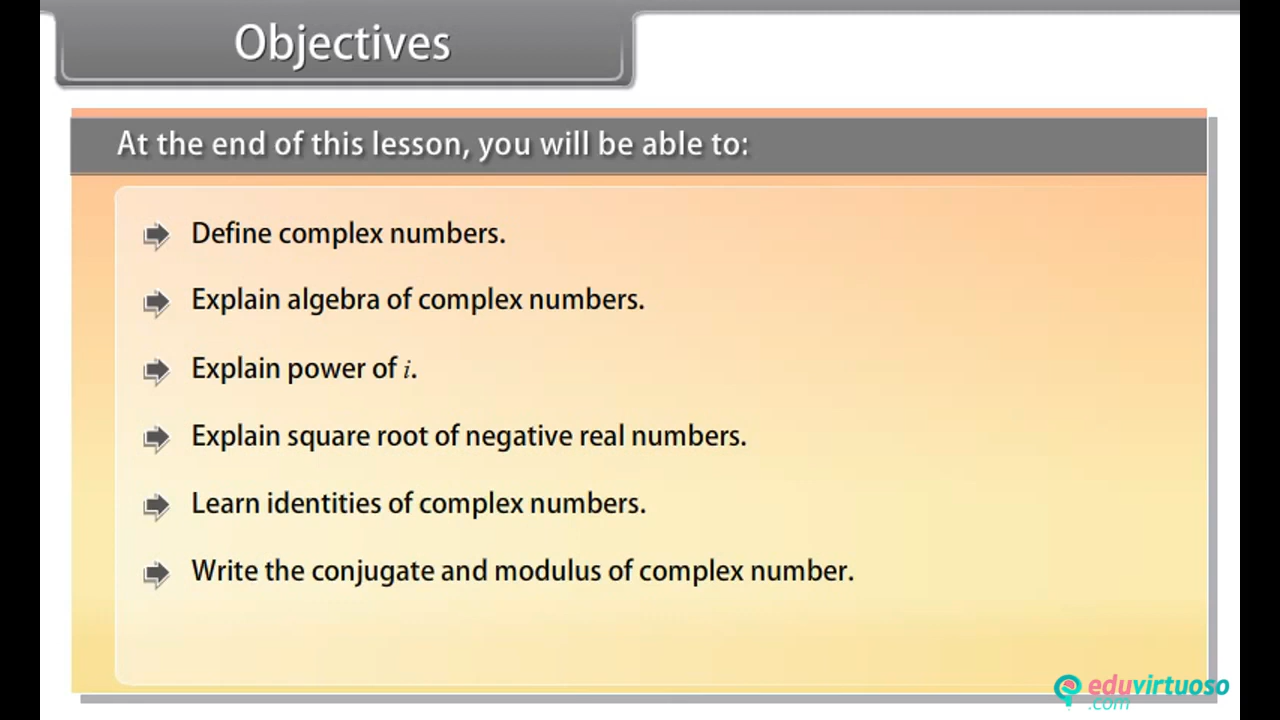 Objectives
At the end of this lesson, you will be able to:
Define complex numbers.
Explain algebra of complex numbers.
Explain power of i.
Explain square root of negative real numbers.
Learn identities of complex numbers.
Write the conjugate and modulus of complex number.
eduvirtuoso
.com